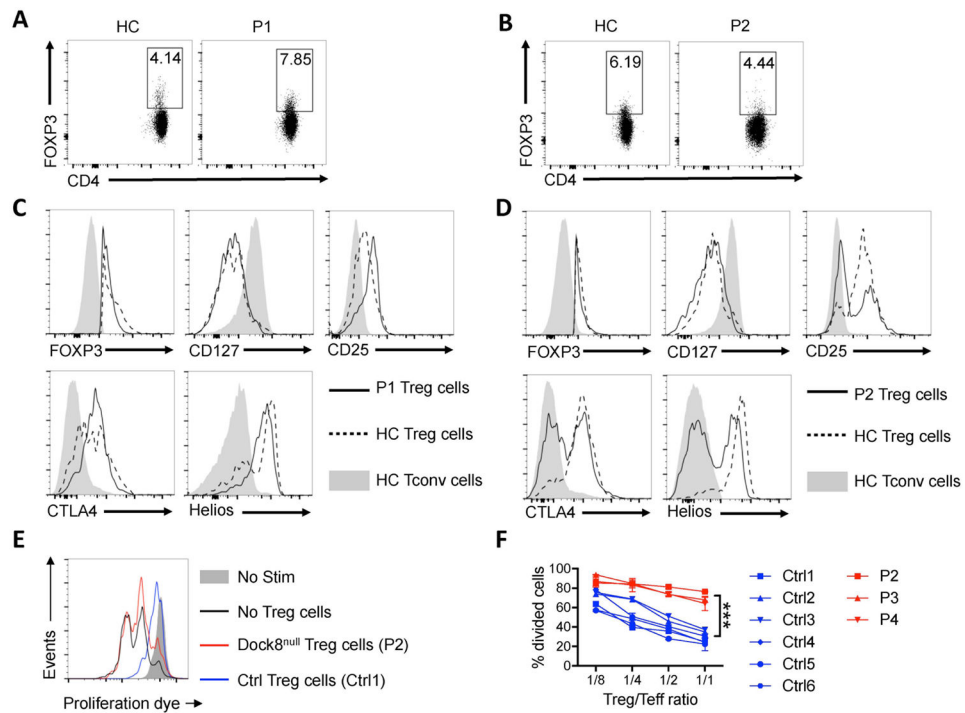 A
HC
P1
4.14
7.85
FOXP3
CD4
B
HC
P2
6.19
4.44
FOXP3
CD4
C
FOXP3
CD127
CD25
CTLA4
Helios
P1 Treg cells
HC Treg cells
HC Tconv cells
D
FOXP3
CD127
CD25
CTLA4
Helios
P2 Treg cells
HC Treg cells
HC Tconv cells
E
Events
Proliferation dye
No Stim
No Treg cells
Dock8null Treg cells (P2)
Ctrl Treg cells (Ctrl1)
F
% divided cells
100
80
60
40
20
0
1/8 1/4 1/2 1/1
Treg/Teff ratio
***
Ctrl1
Ctrl2
Ctrl3
Ctrl4
Ctrl5
Ctrl6
P2
P3
P4